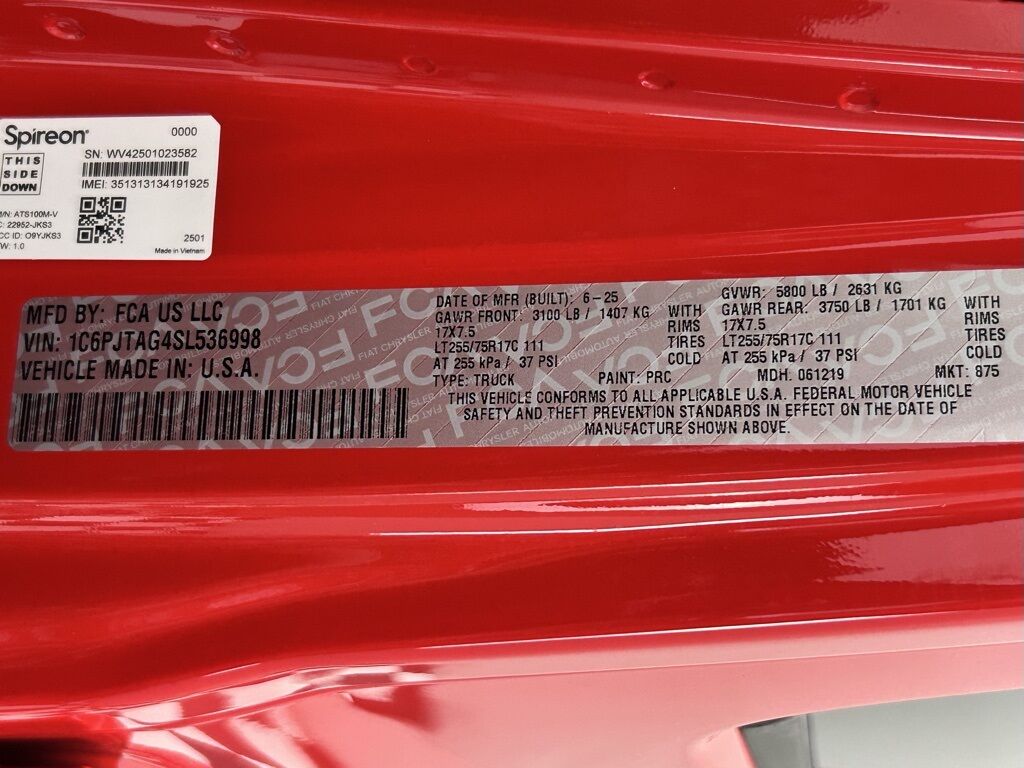 Spireon®
0000
SN: WV42501023582
THIS
SIDE
DOWN
IMEI: 351313134191925
M/N: ATS100M-V
C: 22952-JKS3
CC ID: O9YJKS3
W: 1.0
2501
Made in Vietnam
MFD BY: FCA US LLC
VIN: 1C6PJTAG4SL536998
VEHICLE MADE IN: U.S.A.
DATE OF MFR (BUILT): 6-25
GAWR FRONT: 3100 LB / 1407 KG WITH
17X7.5 RIMS
LT255/75R17C 111 TIRES
AT 255 kPa / 37 PSI COLD
GVWR: 5800 LB / 2631 KG
GAWR REAR: 3750 LB / 1701 KG WITH
17X7.5 RIMS
LT255/75R17C 111 TIRES
AT 255 kPa / 37 PSI COLD
TYPE: TRUCK PAINT: PRC MDH: 061219 MKT: 875
THIS VEHICLE CONFORMS TO ALL APPLICABLE U.S.A. FEDERAL MOTOR VEHICLE
SAFETY AND THEFT PREVENTION STANDARDS IN EFFECT ON THE DATE OF
MANUFACTURE SHOWN ABOVE.